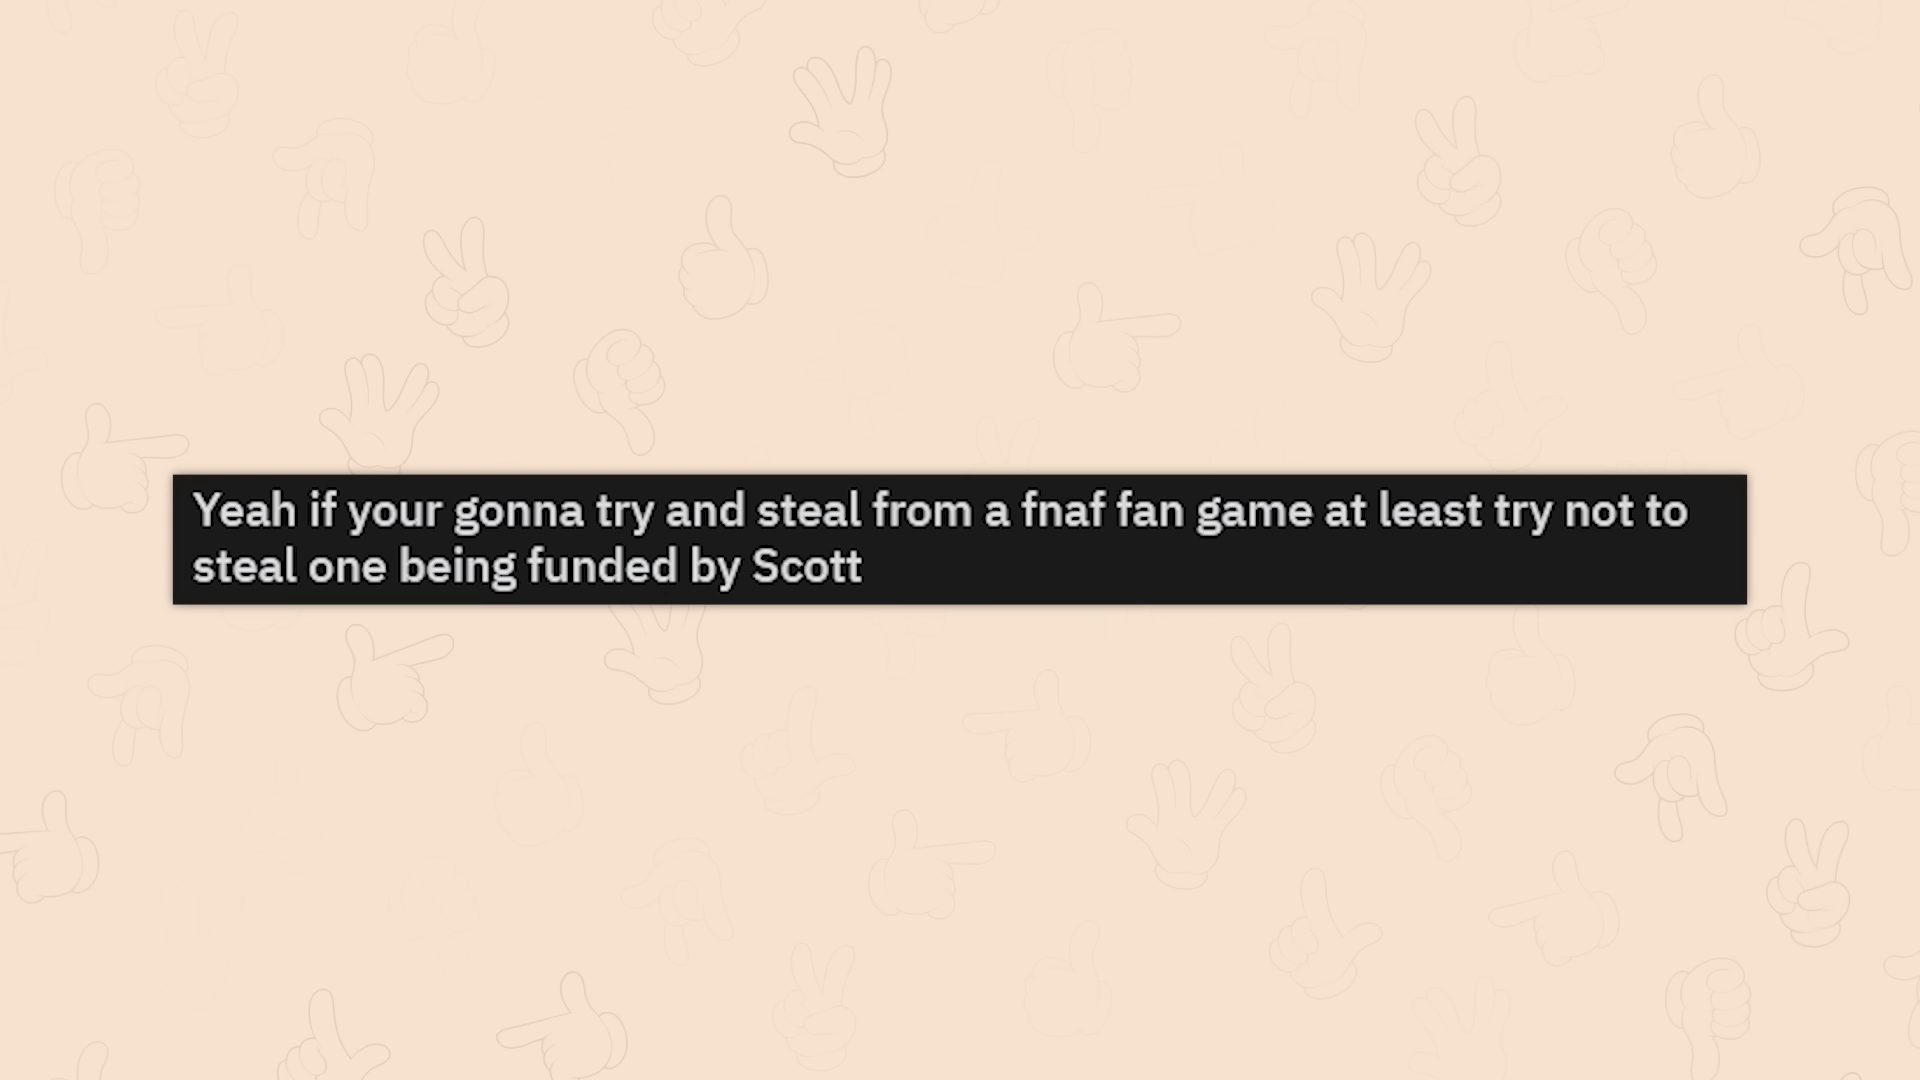 Yeah if your gonna try and steal from a fnaf fan game at least try not to
steal one being funded by Scott